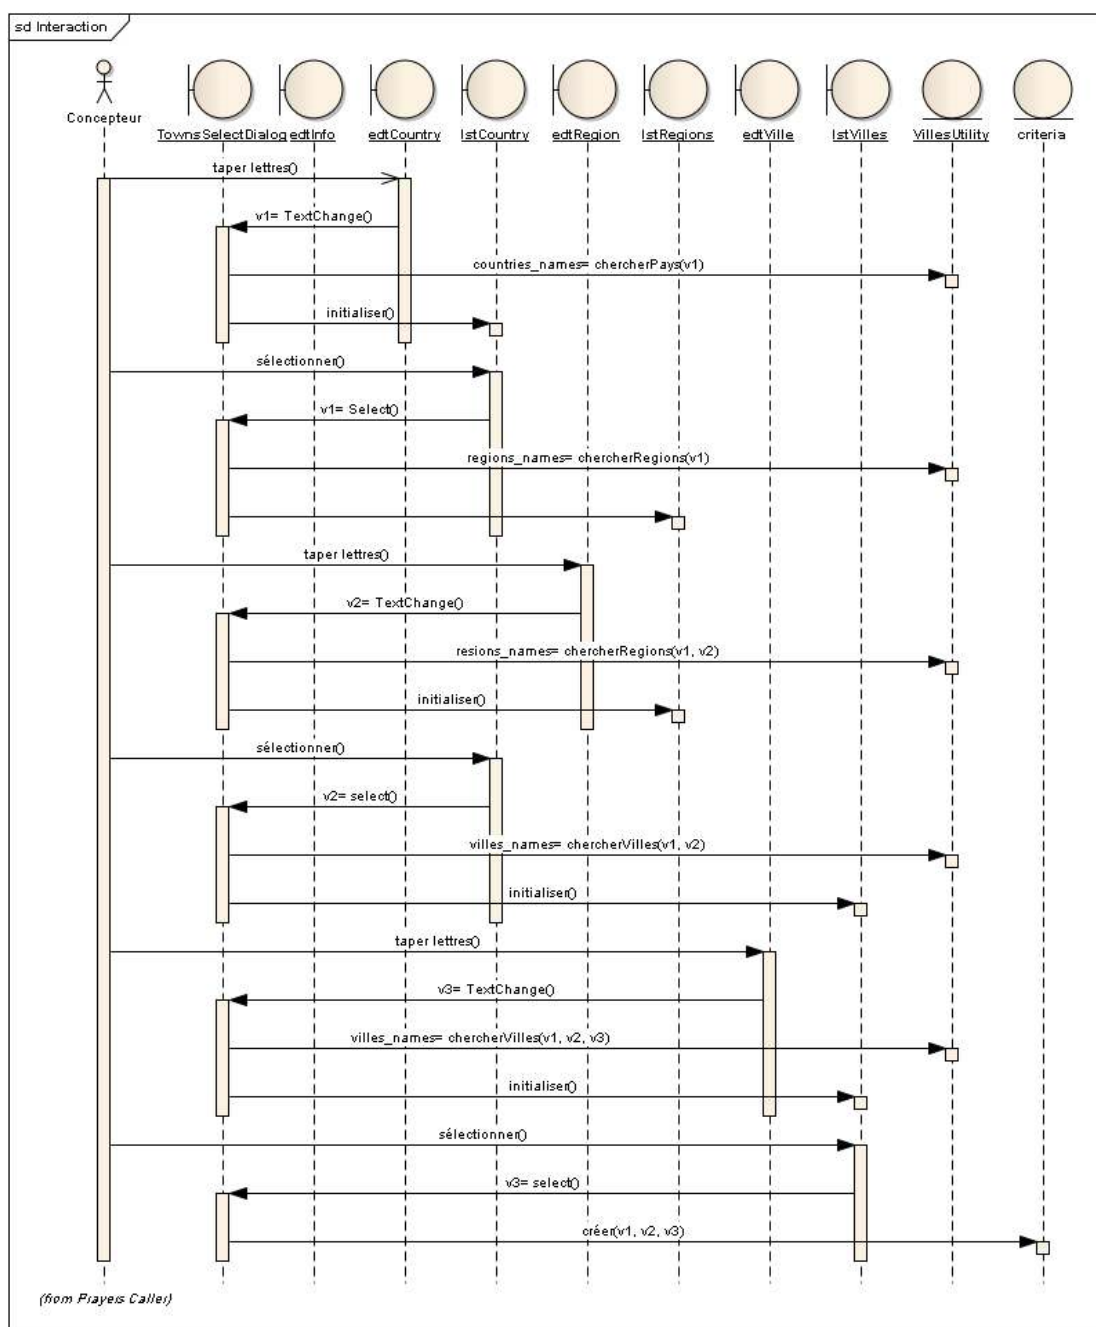 sd Interaction
Concepteur
TownsSelectDialog
edtInfo
edtCountry
lstCountry
edtRegion
lstRegions
edtVille
lstVilles
VillesUtility
criteria
taper lettres()
v1= TextChange()
countries_names= chercherPays(v1)
initialiser()
sélectionner()
v1= Select()
regions_names= chercherRegions(v1)
taper lettres()
v2= TextChange()
resions_names= chercherRegions(v1, v2)
initialiser()
sélectionner()
v2= select()
villes_names= chercherVilles(v1, v2)
initialiser()
taper lettres()
v3= TextChange()
villes_names= chercherVilles(v1, v2, v3)
initialiser()
sélectionner()
v3= select()
créer(v1, v2, v3)
(from Prayers Caller)